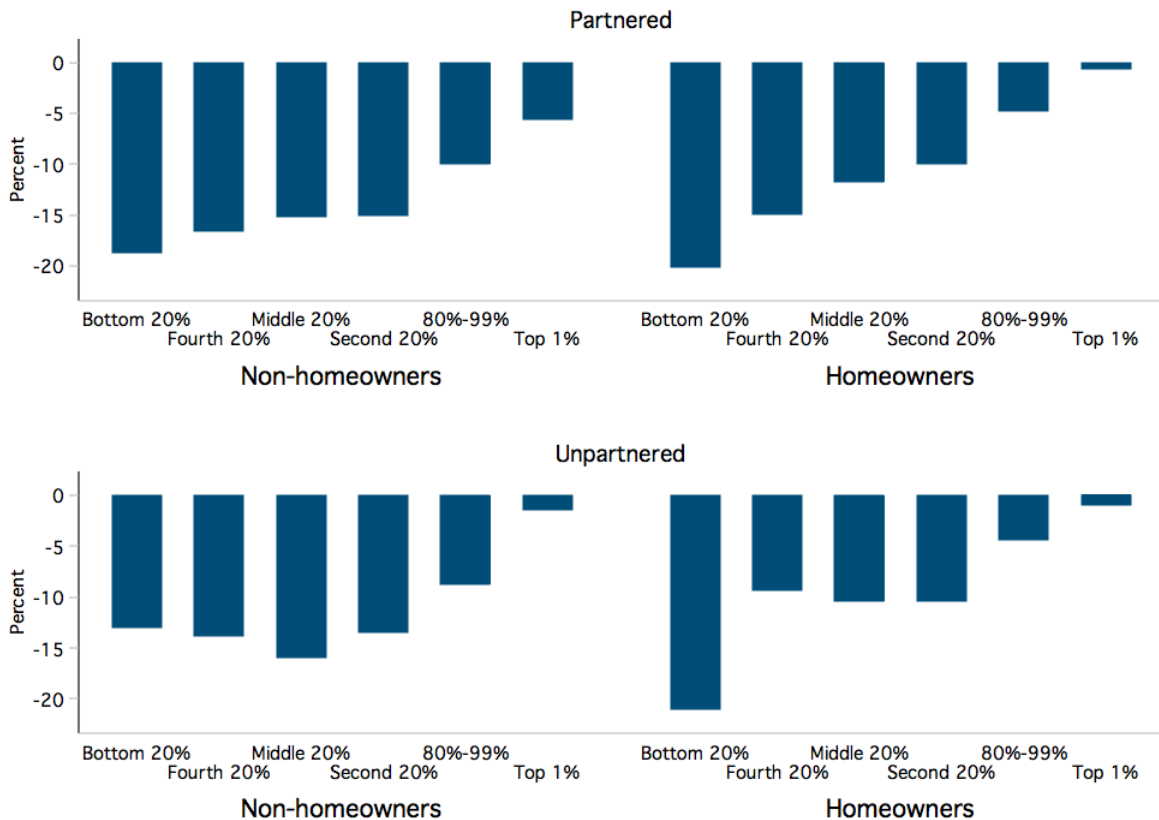 Partnered
Percent
0
-5
-10
-15
-20
Bottom 20% Middle 20% 80%-99% Bottom 20% Middle 20% 80%-99%
Fourth 20% Second 20% Top 1% Fourth 20% Second 20% Top 1%
Non-homeowners Homeowners
Unpartnered
Percent
0
-5
-10
-15
-20
Bottom 20% Middle 20% 80%-99% Bottom 20% Middle 20% 80%-99%
Fourth 20% Second 20% Top 1% Fourth 20% Second 20% Top 1%
Non-homeowners Homeowners